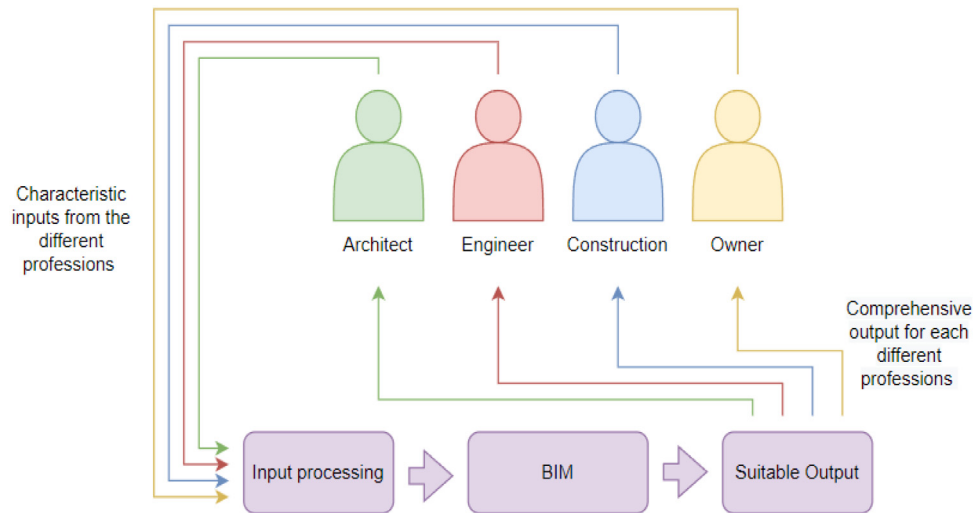 Characteristic
inputs from the
different
professions
Architect
Engineer
Construction
Owner
Comprehensive
output for each
different
professions
Input processing
BIM
Suitable Output